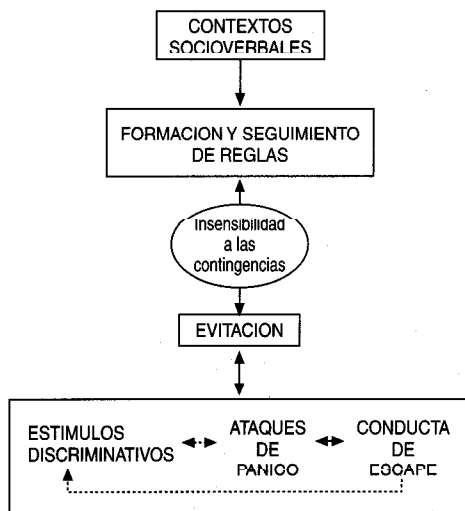 CONTEXTOS
SOCIOVERBALES
FORMACION Y SEGUIMIENTO
DE REGLAS
Insensibilidad
a las
contingencias
EVITACION
ESTIMULOS
DISCRIMINATIVOS
ATAQUES
DE
PANICO
CONDUCTA
DE
ESCAPE